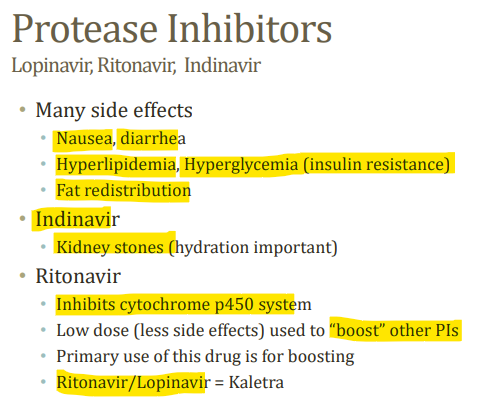 Protease Inhibitors
Lopinavir, Ritonavir, Indinavir
• Many side effects
• Nausea, diarrhea
• Hyperlipidemia, Hyperglycemia (insulin resistance)
• Fat redistribution
• Indinavir
• Kidney stones (hydration important)
• Ritonavir
• Inhibits cytochrome p450 system
• Low dose (less side effects) used to “boost” other PIs
• Primary use of this drug is for boosting
• Ritonavir/Lopinavir = Kaletra